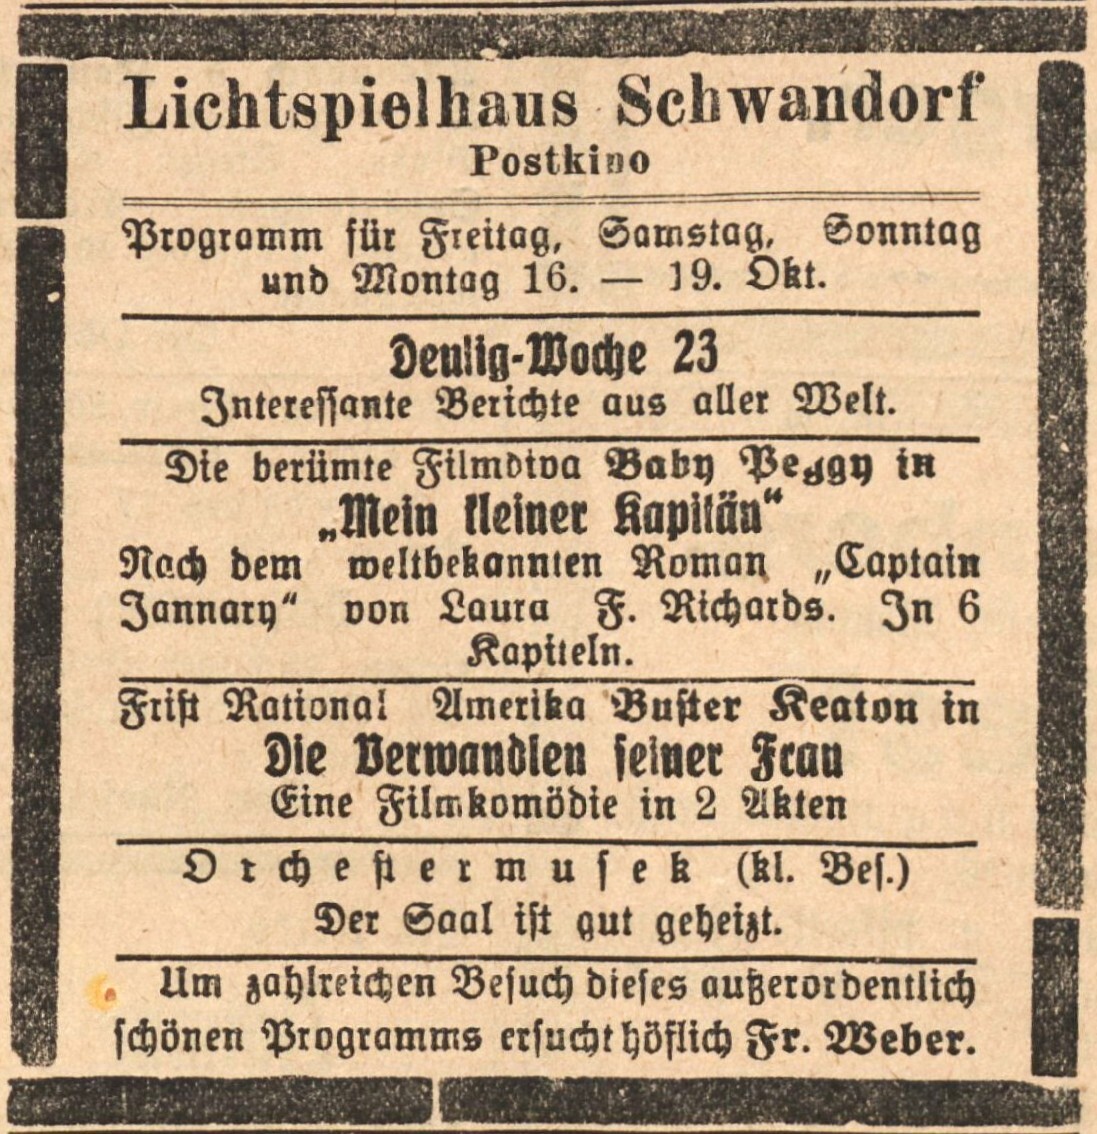 Lichtspielhaus Schwandorf
Postkino
Programm für Freitag, Samstag, Sonntag
und Montag 16. — 19. Okt.
Deulig-Woche 23
Interessante Berichte aus aller Welt.
Die berümte Filmdiva Baby Peggy in
„Mein kleiner Kapitän“
Nach dem weltbekannten Roman „Captain
Jannary“ von Laura F. Richards. In 6
Kapiteln.
Frist National Amerika Buster Keaton in
Die Verwandten seiner Frau
Eine Filmkomödie in 2 Akten
Orchestermusek (kl. Bes.)
Der Saal ist gut geheizt.
Um zahlreichen Besuch dieses außerordentlich
schönen Programms ersucht höflich Fr. Weber.